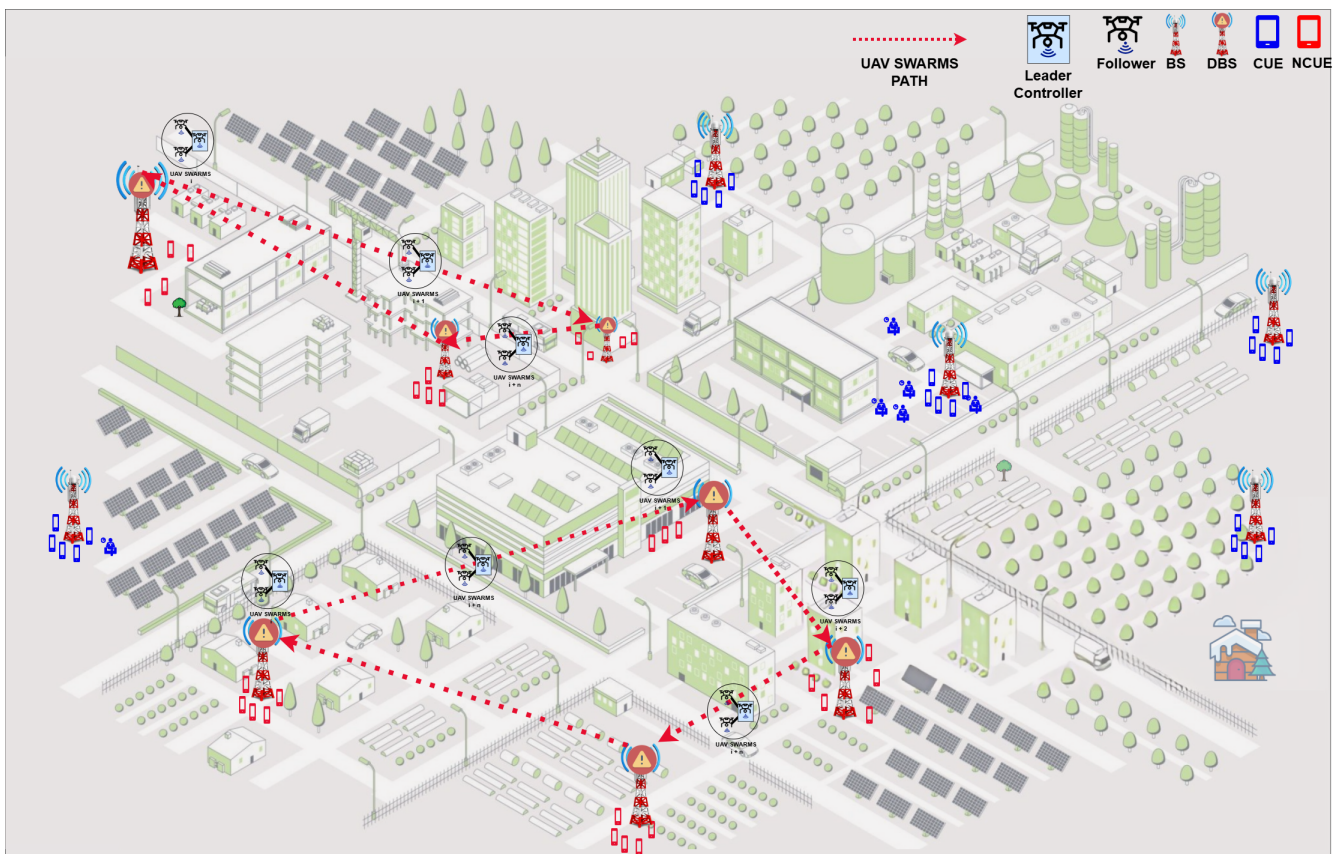 UAV SWARMS
PATH
Leader
Controller
Follower
BS
DBS
CUE
NCUE
UAV SWARMS
i
UAV SWARMS
i + 1
UAV SWARMS
i + n
UAV SWARMS
i + 1
UAV SWARMS
i + n
UAV SWARMS
UAV SWARMS
i + 2
UAV SWARMS
i + n